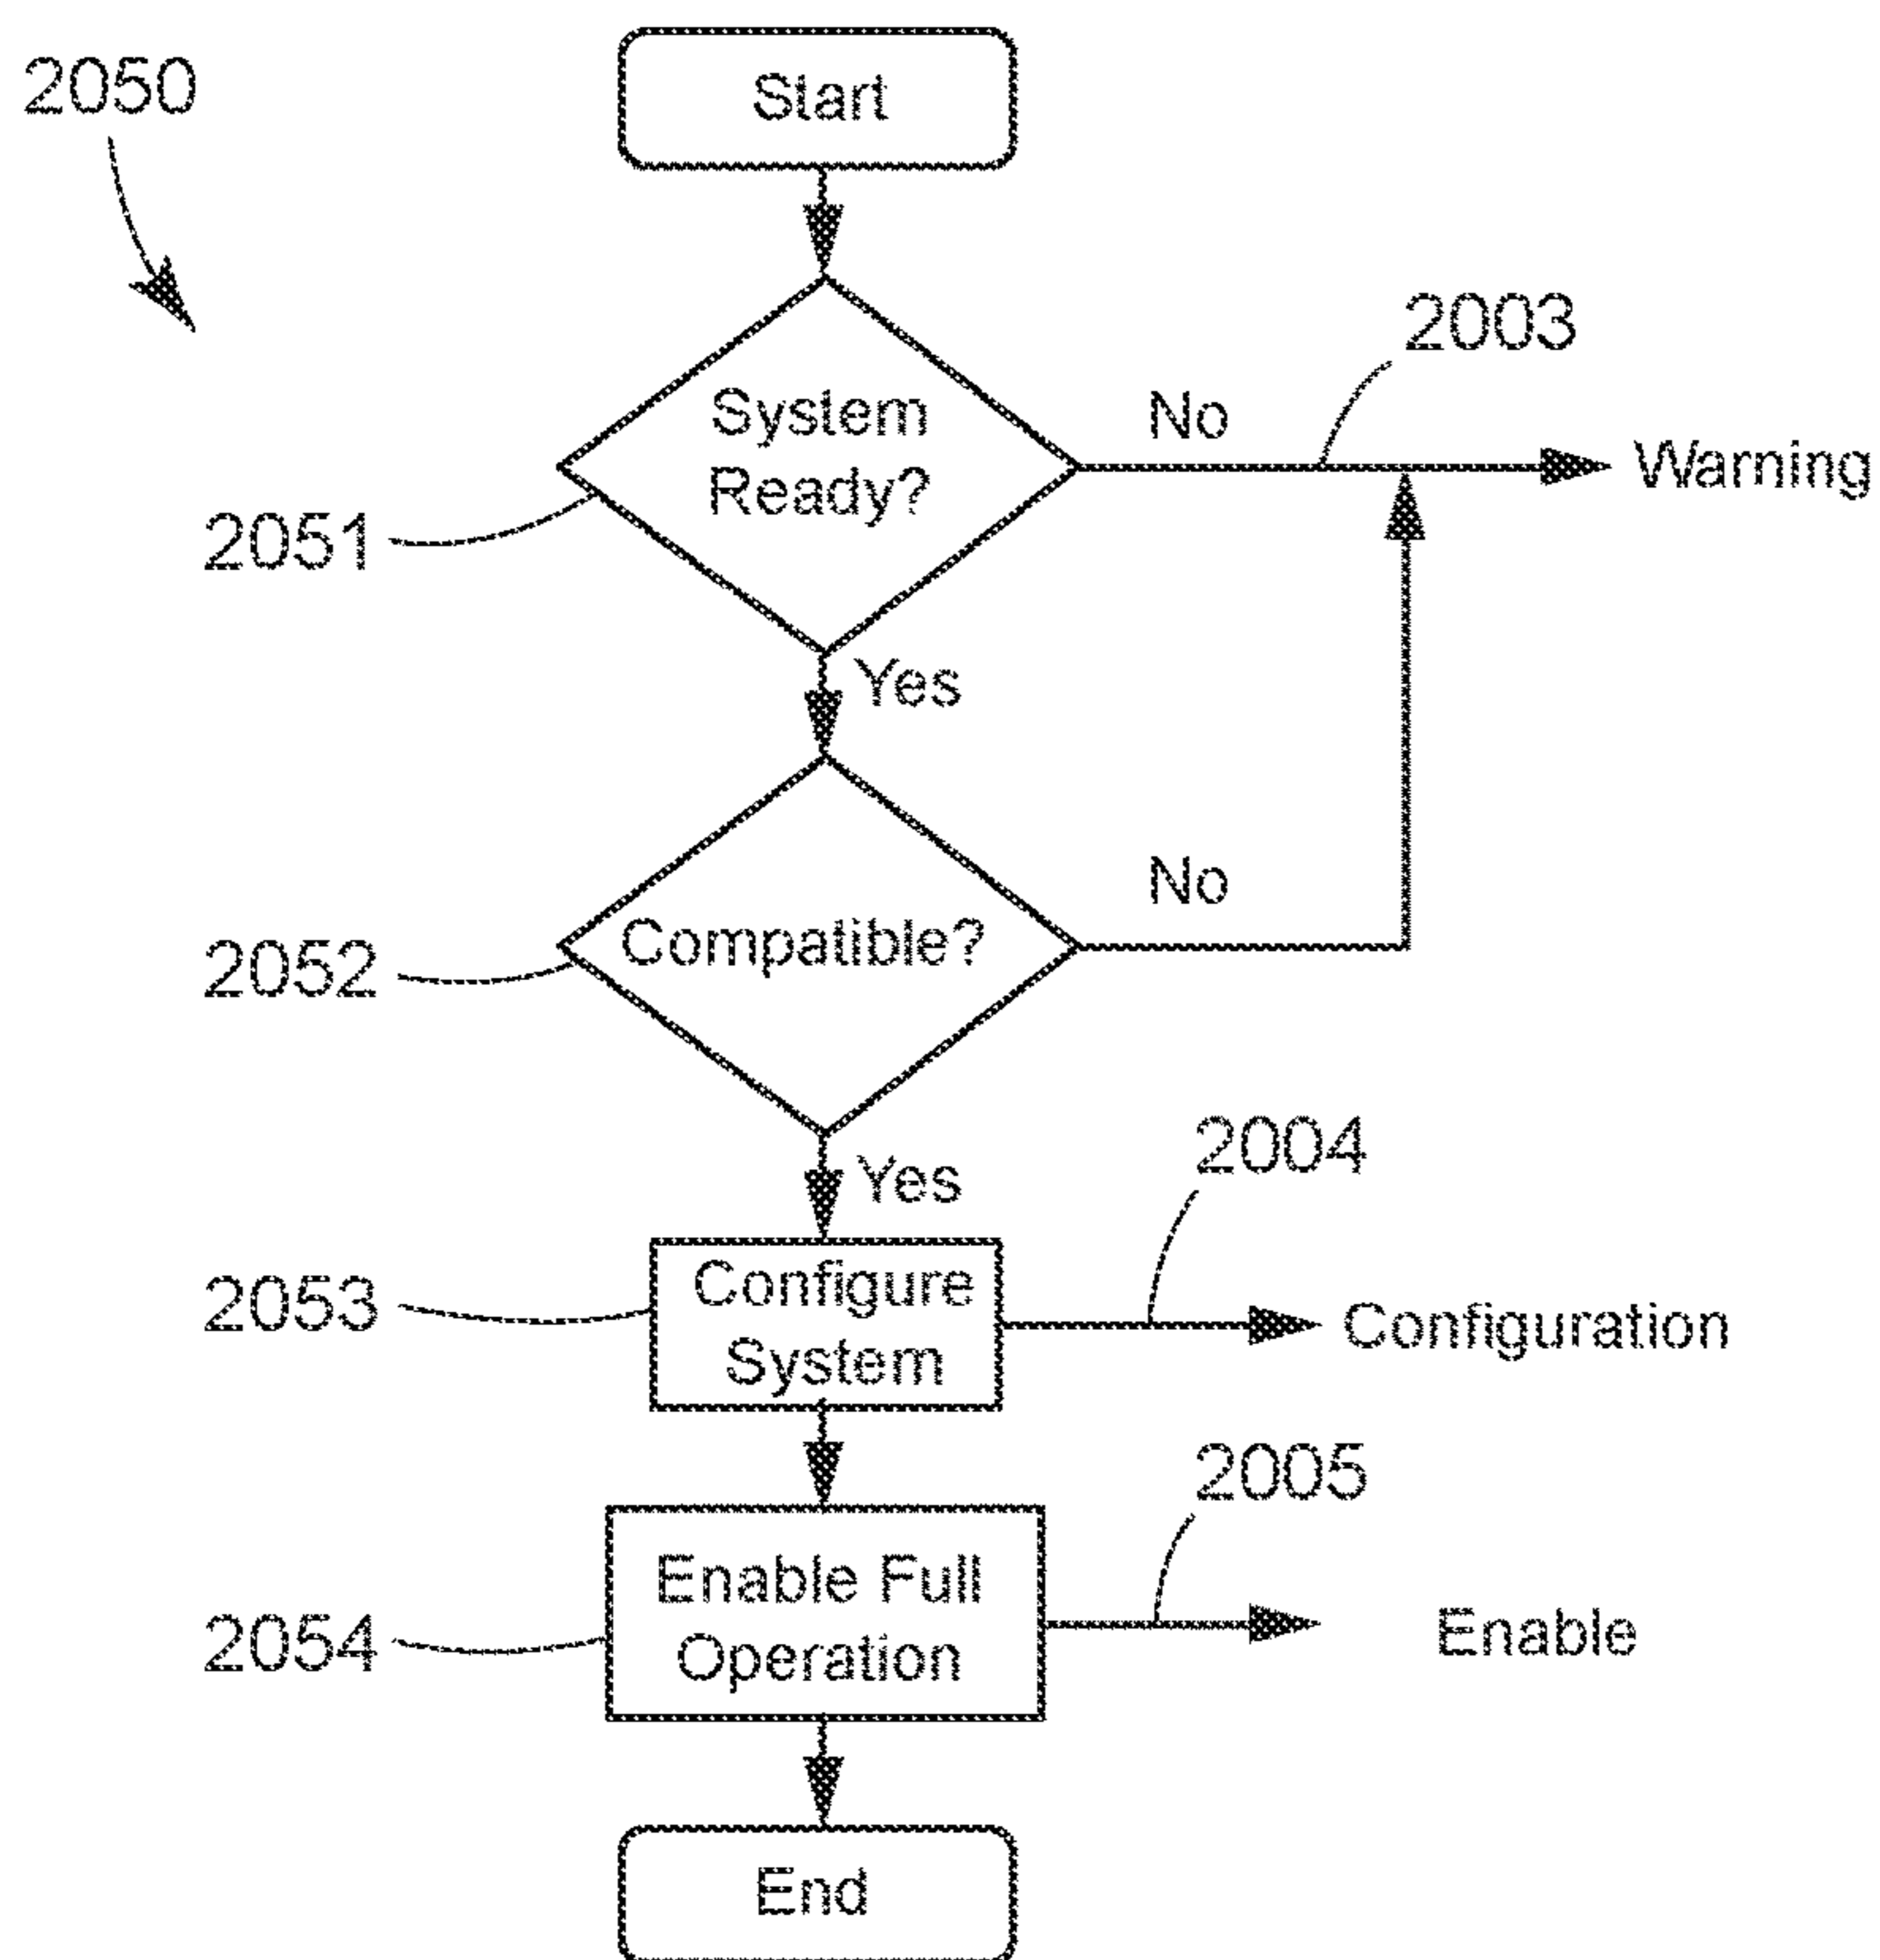 2050
Start
2003
No
System
Ready?
Warning
2051
Yes
No
Compatible?
2052
2004
Yes
Configure
System
2053
Configuration
2005
Enable Full
Operation
2054
Enable
End